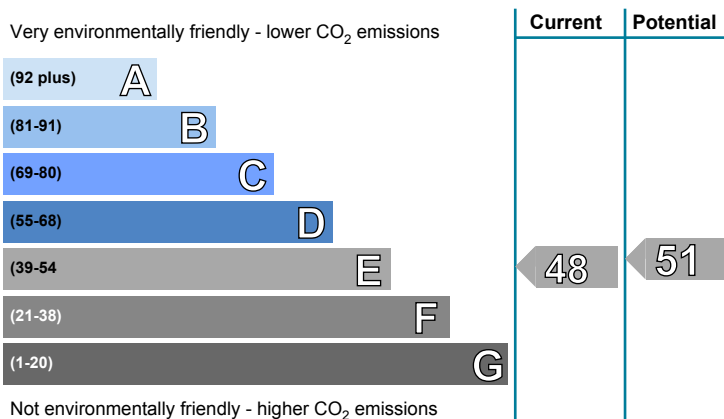 Current Potential
Very environmentally friendly - lower CO2 emissions
(92 plus) A
(81-91) B
(69-80) C
(55-68) D
(39-54 E 48 51
(21-38) F
(1-20) G
Not environmentally friendly - higher CO2 emissions